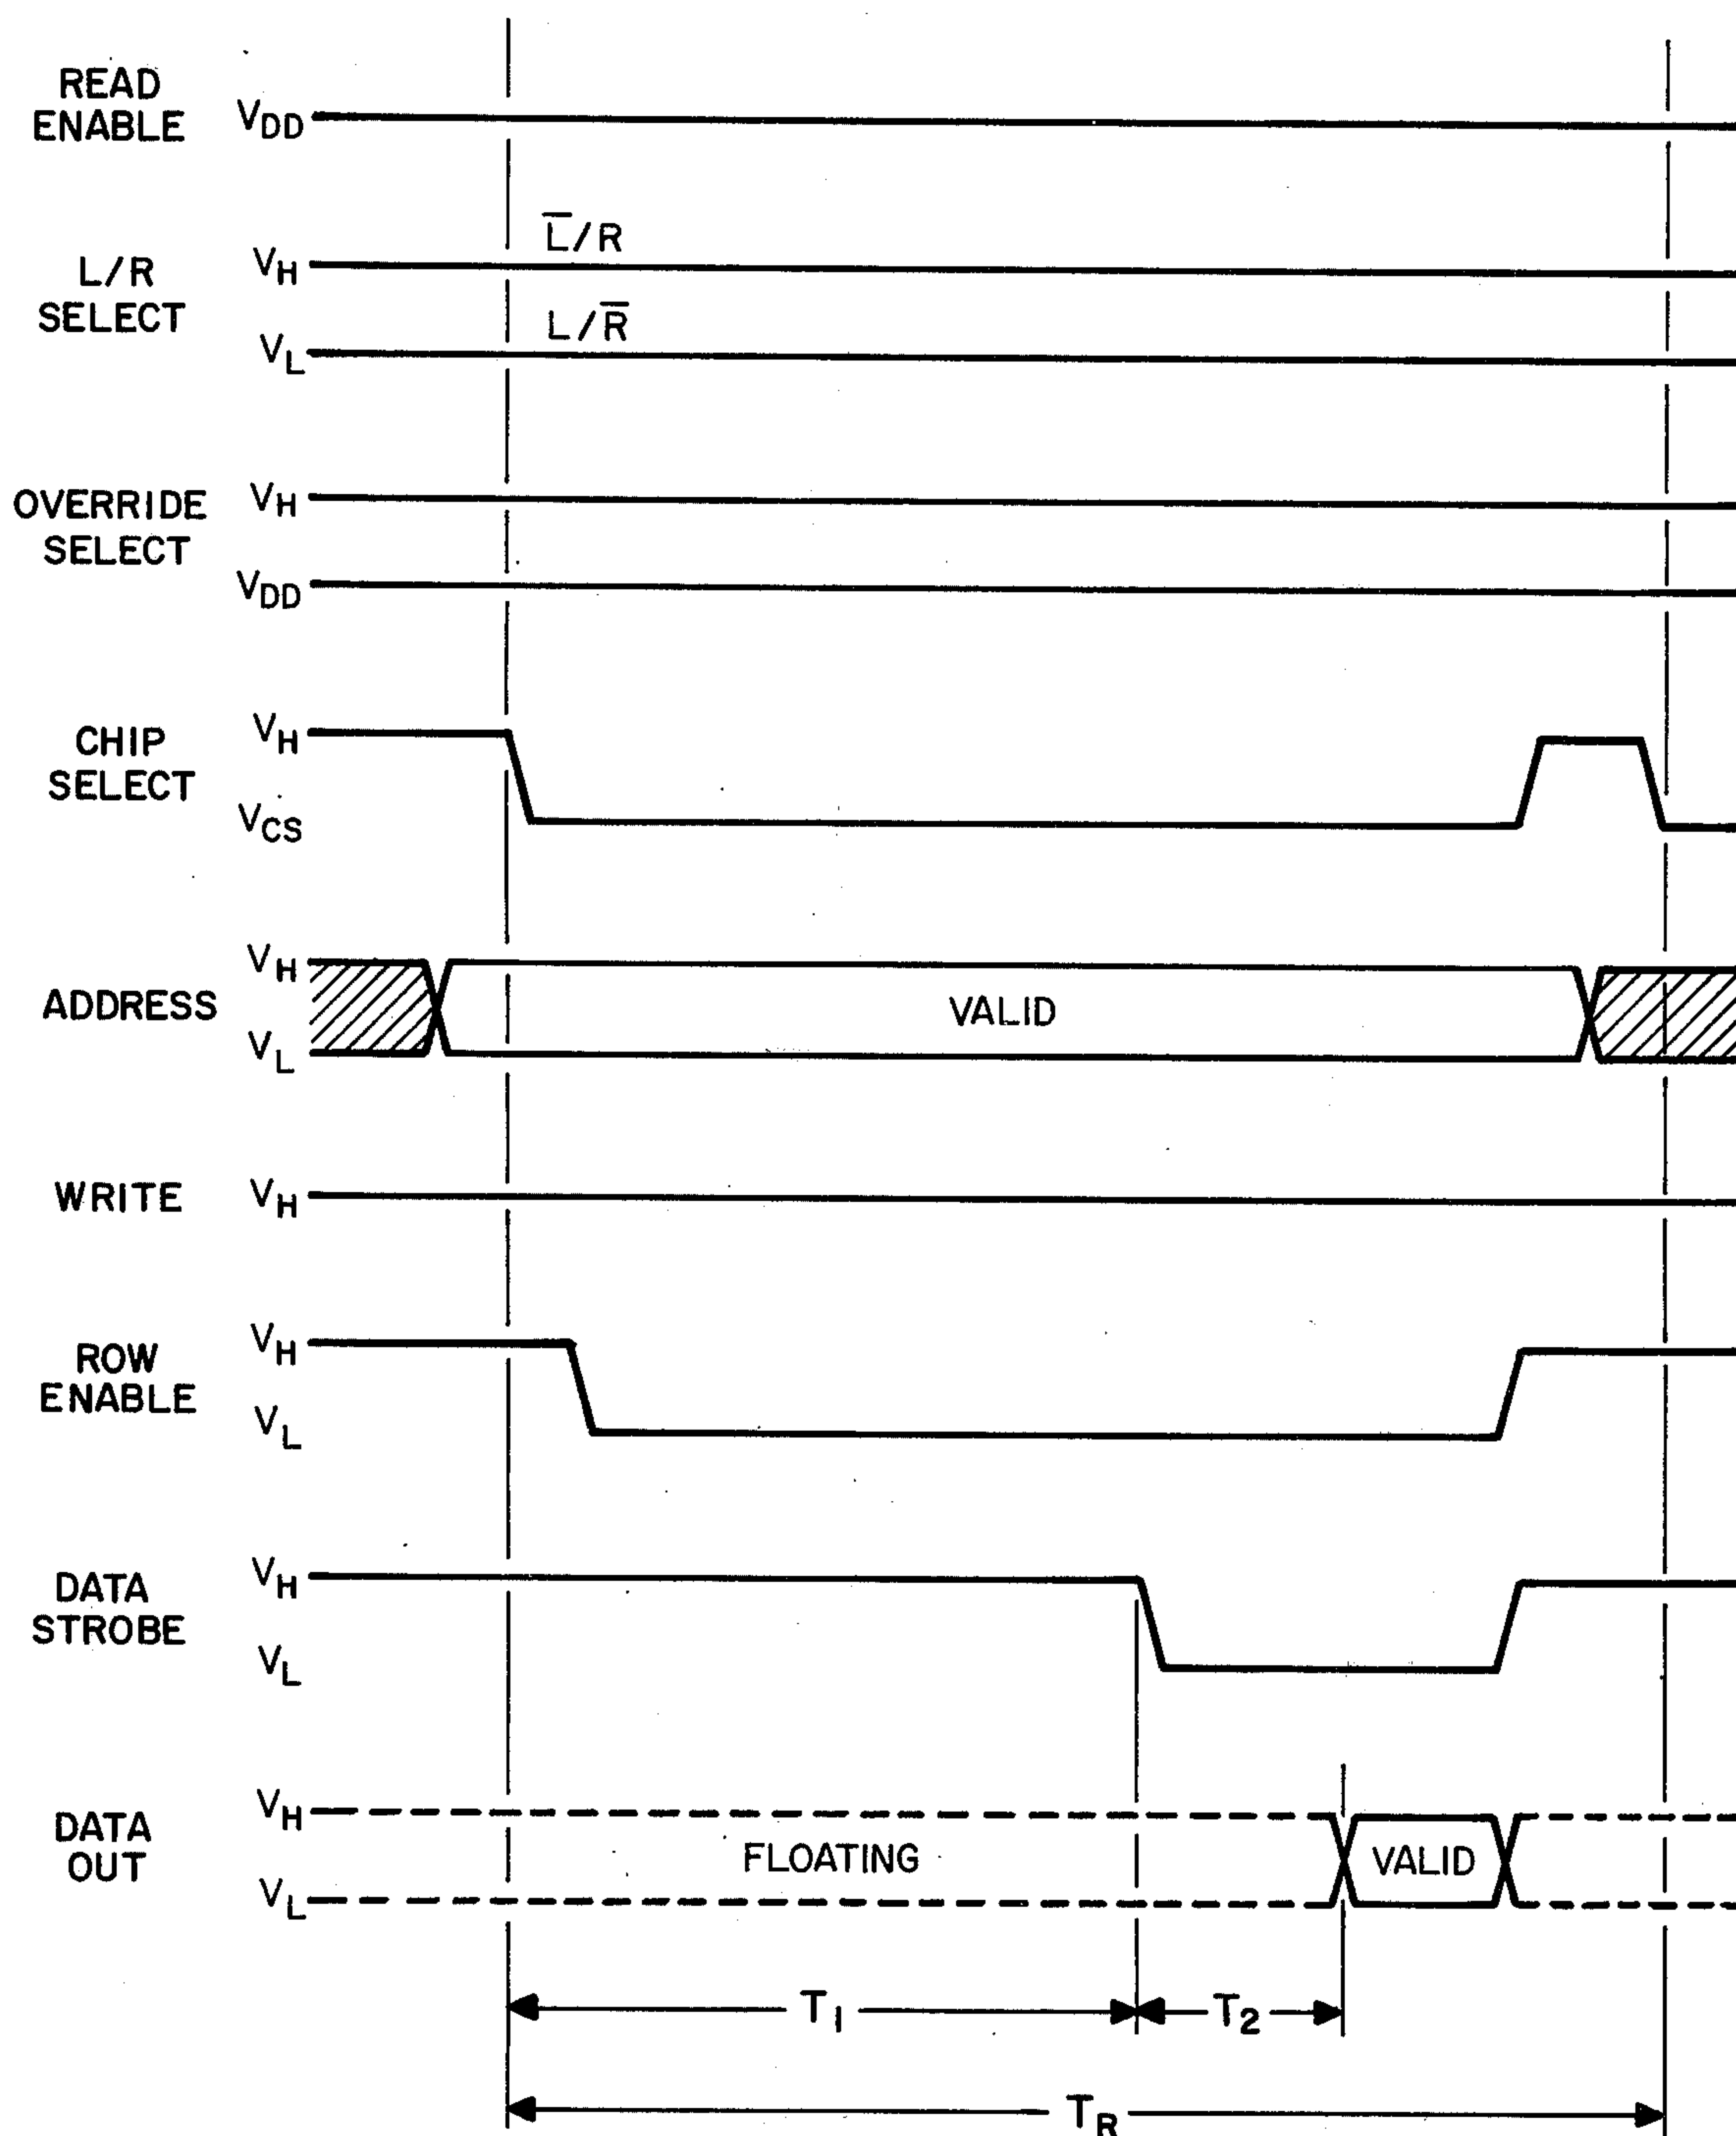 READ
ENABLE
V_DD
L/R
SELECT
V_H
L̅/R
V_L
L/R̅
OVERRIDE
SELECT
V_H
V_DD
CHIP
SELECT
V_H
V_CS
ADDRESS
V_H
V_L
VALID
WRITE
V_H
ROW
ENABLE
V_H
V_L
DATA
STROBE
V_H
V_L
DATA
OUT
V_H
V_L
FLOATING
VALID
T_1
T_2
T_R